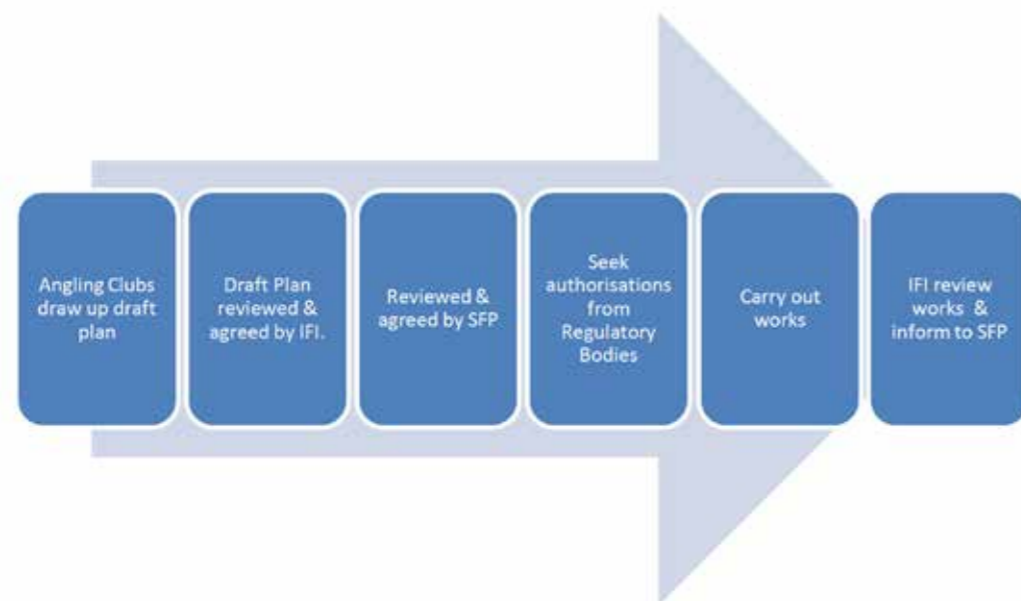 Angling Clubs
draw up draft
plan
Draft Plan
reviewed &
agreed by IFI.
Reviewed &
agreed by SFP
Seek
authorisations
from
Regulatory
Bodies
Carry out
works
IFI review
works &
inform to SFP